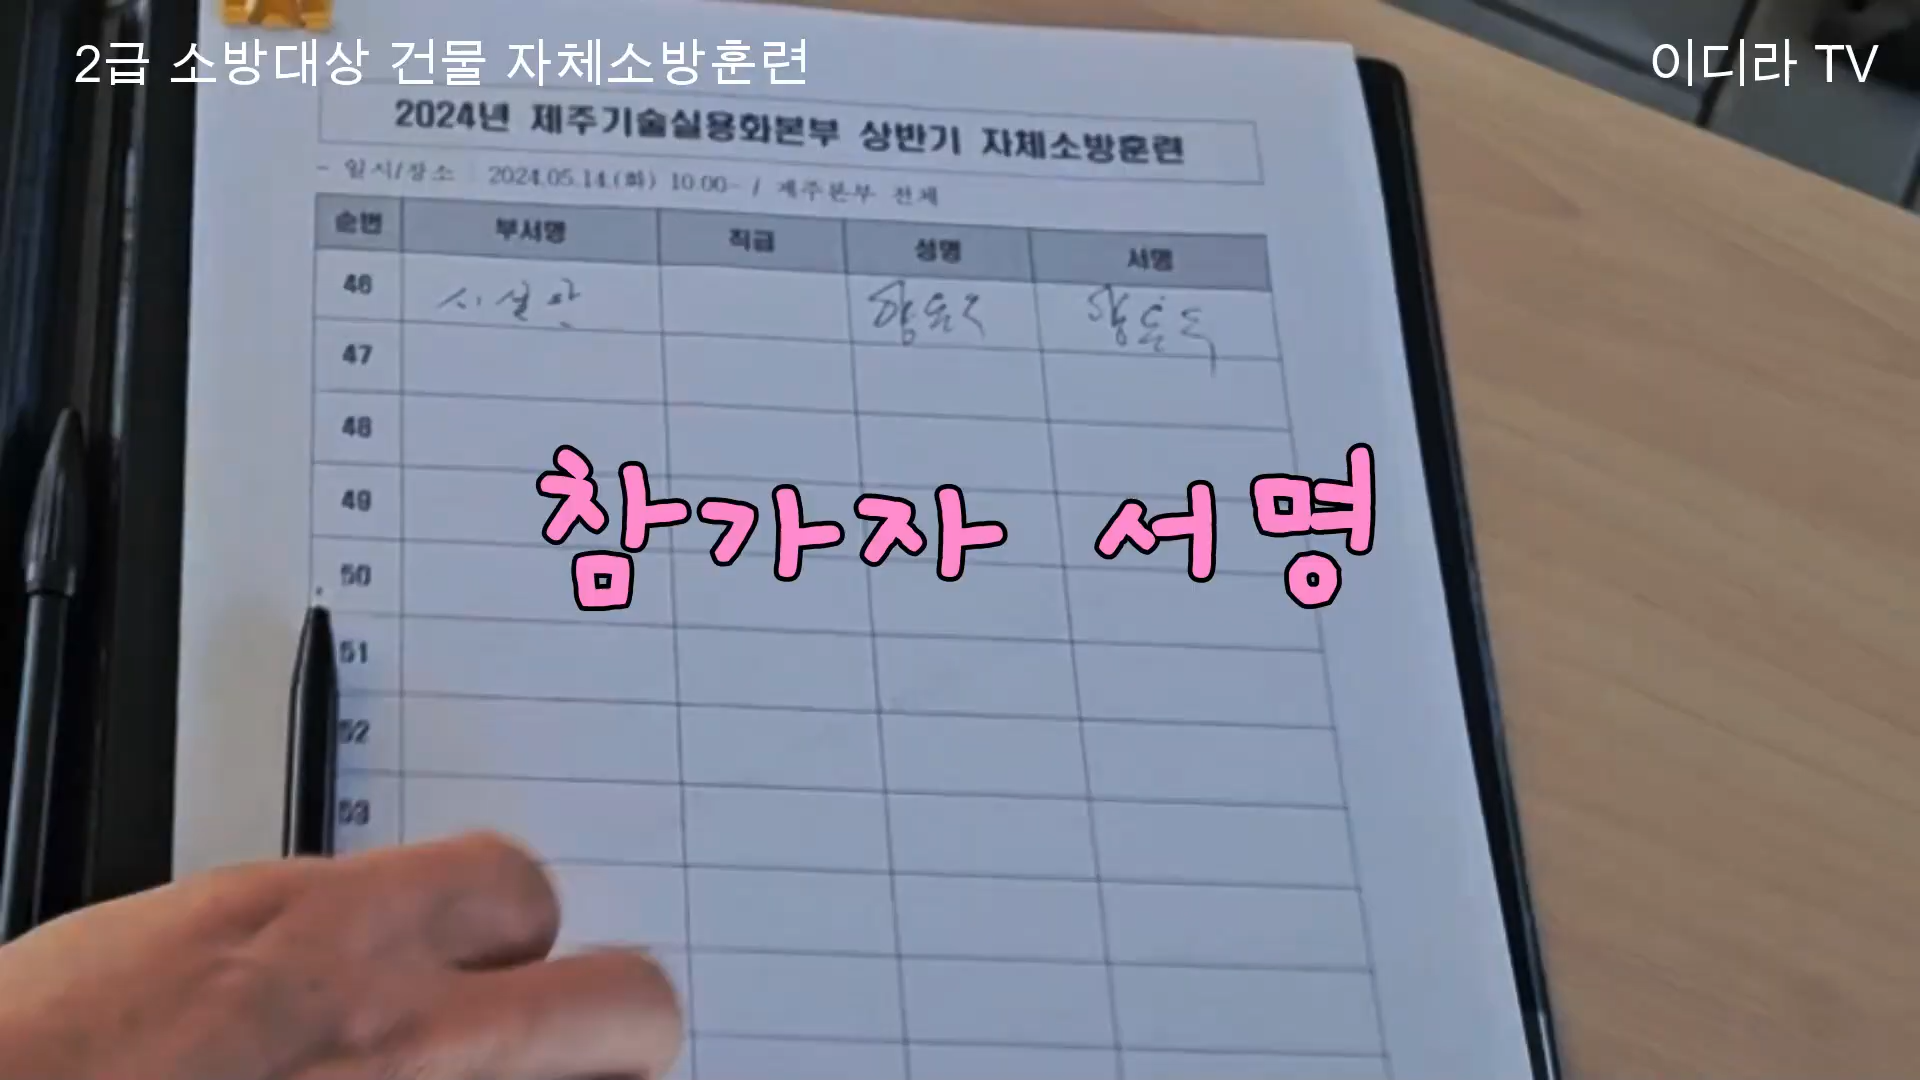 2급 소방대상 건물 자체소방훈련
이디라 TV
2024년 제주기술실용화본부 상반기 자체소방훈련
- 일시/장소 : 2024.05.14.(화) 10:00~ / 제주본부 전체
순번 부서명 직급 성명 서명
46
47
48
49
50
51
52
53
참가자 서명